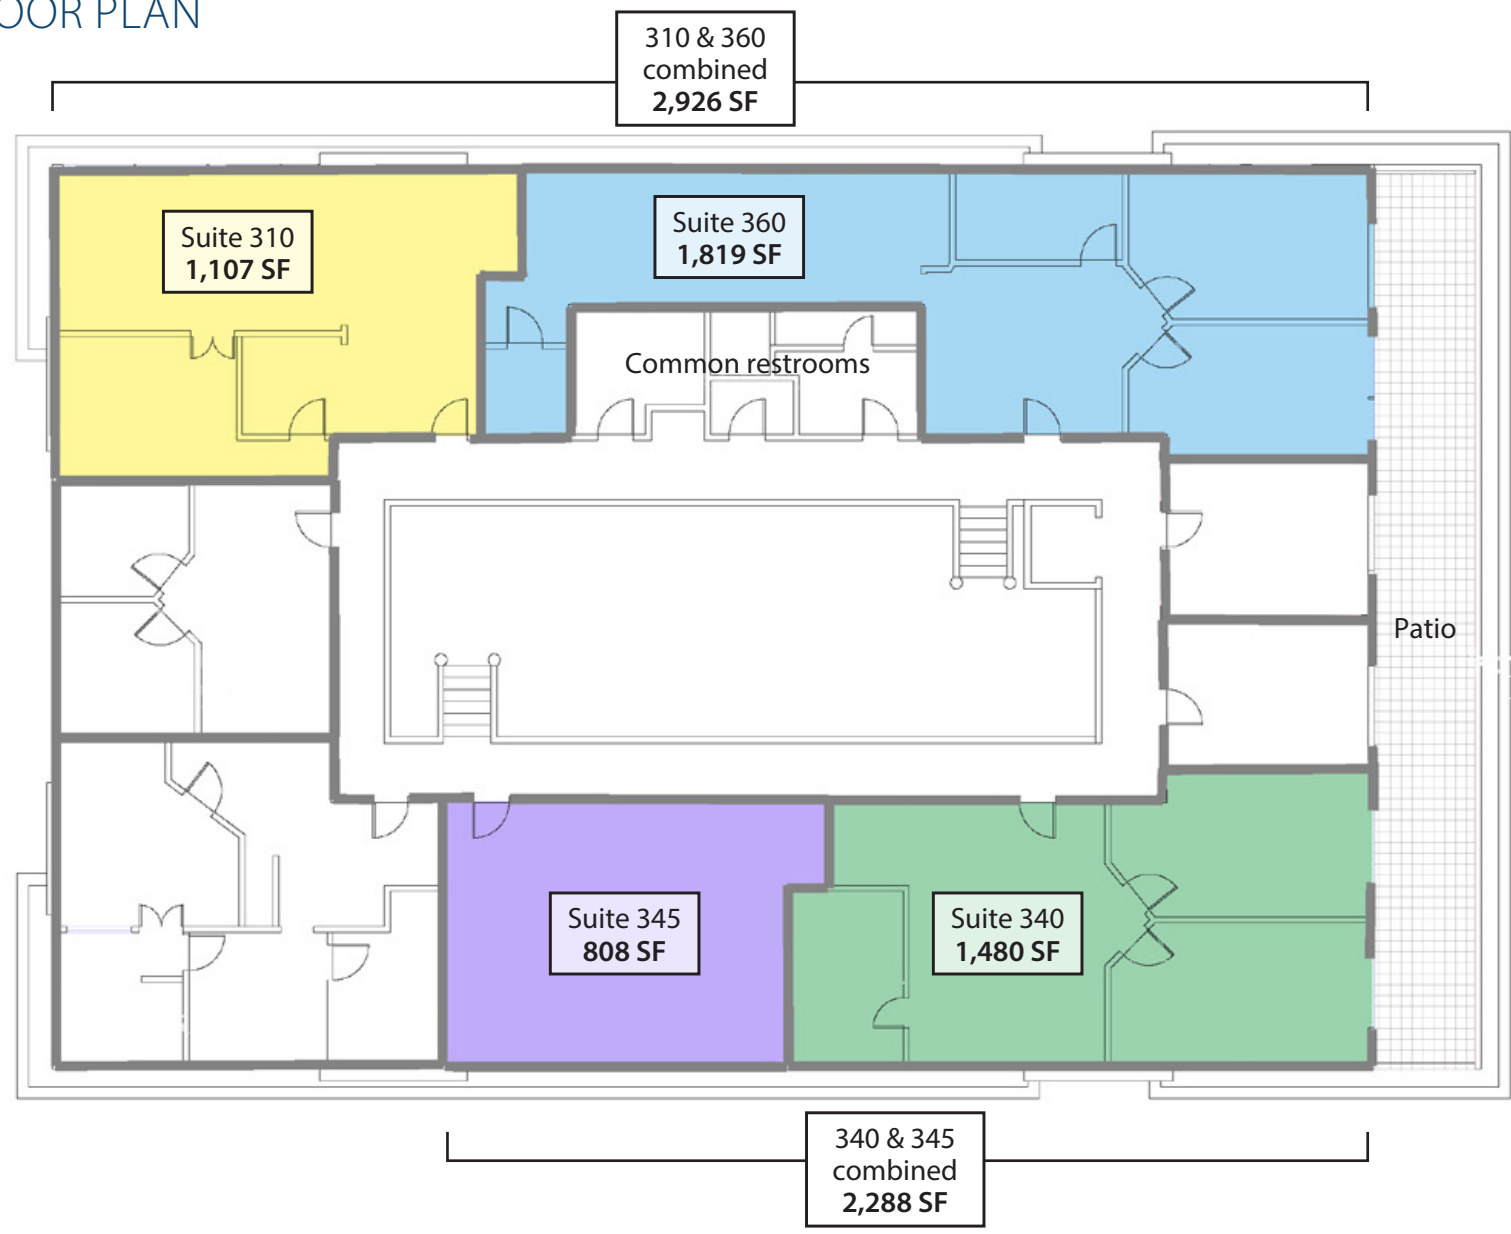 OOR PLAN
310 & 360
combined
2,926 SF
Suite 310
1,107 SF
Suite 360
1,819 SF
Common restrooms
Patio
Suite 345
808 SF
Suite 340
1,480 SF
340 & 345
combined
2,288 SF